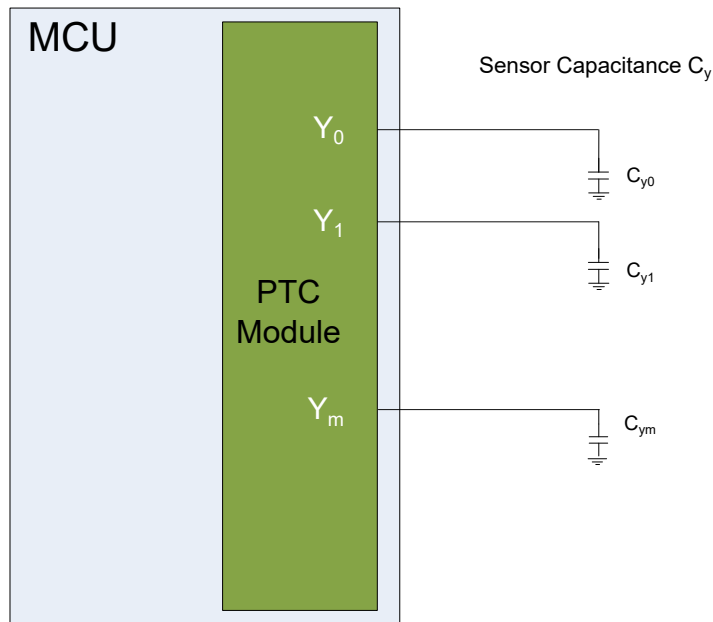 MCU
Sensor Capacitance Cy
Y0
Cy0
Y1
Cy1
PTC
Module
Ym
Cym